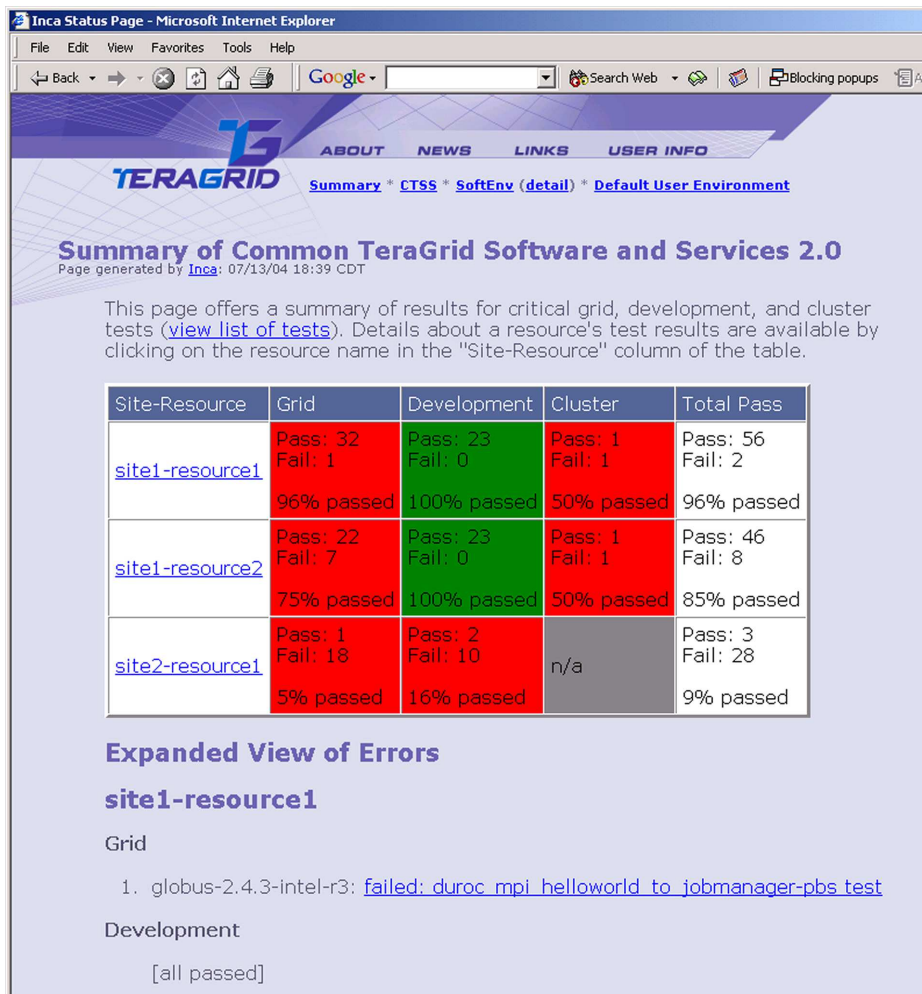 Inca Status Page - Microsoft Internet Explorer
File Edit View Favorites Tools Help
Back Google Search Web Blocking popups
TG
ABOUT NEWS LINKS USER INFO
TERAGRID
Summary * CTSS * SoftEnv (detail) * Default User Environment
Summary of Common TeraGrid Software and Services 2.0
Page generated by Inca: 07/13/04 18:39 CDT
This page offers a summary of results for critical grid, development, and cluster
tests (view list of tests). Details about a resource's test results are available by
clicking on the resource name in the "Site-Resource" column of the table.
Site-Resource Grid Development Cluster Total Pass
Pass: 32 Pass: 23 Pass: 1 Pass: 56
Fail: 1 Fail: 0 Fail: 1 Fail: 2
site1-resource1
96% passed 100% passed 50% passed 96% passed
Pass: 22 Pass: 23 Pass: 1 Pass: 46
Fail: 7 Fail: 0 Fail: 1 Fail: 8
site1-resource2
75% passed 100% passed 50% passed 85% passed
Pass: 1 Pass: 2 Pass: 3
Fail: 18 Fail: 10 Fail: 28
site2-resource1 n/a
5% passed 16% passed 9% passed
Expanded View of Errors
site1-resource1
Grid
1. globus-2.4.3-intel-r3: failed: duroc_mpi_helloworld_to_jobmanager-pbs test
Development
[all passed]